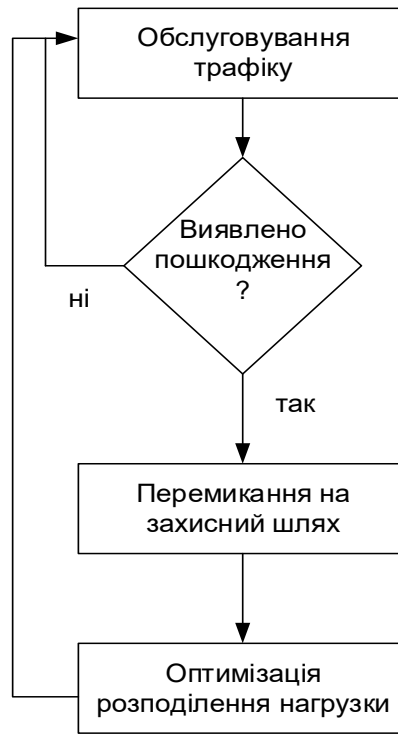 Обслуговування
трафіку
Виявлено
пошкодження
?
ні
так
Перемикання на
захисний шлях
Оптимізація
розподілення нагрузки